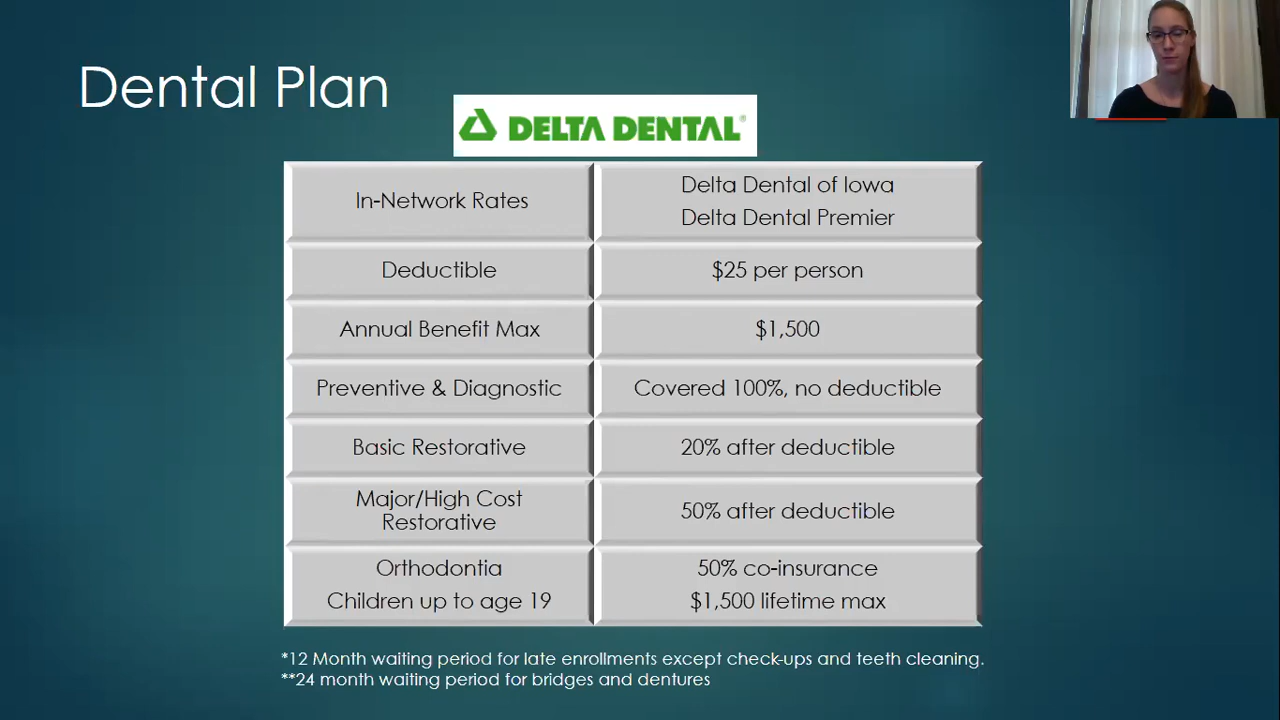 Dental Plan
DELTA DENTAL®
In-Network Rates
Delta Dental of Iowa
Delta Dental Premier
Deductible
$25 per person
Annual Benefit Max
$1,500
Preventive & Diagnostic
Covered 100%, no deductible
Basic Restorative
20% after deductible
Major/High Cost
Restorative
50% after deductible
Orthodontia
Children up to age 19
50% co-insurance
$1,500 lifetime max
*12 Month waiting period for late enrollments except check-ups and teeth cleaning.
**24 month waiting period for bridges and dentures